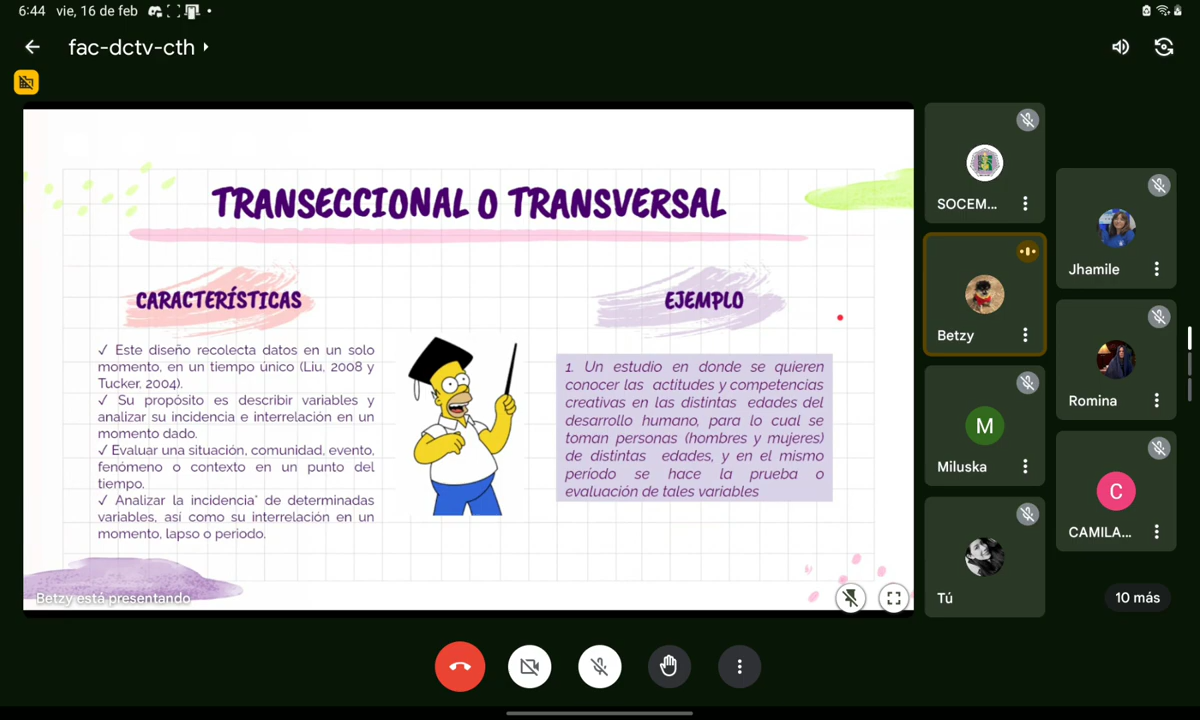 6:44 vie, 16 de feb
fac-dctv-cth
TRANSECCIONAL O TRANSVERSAL
CARACTERÍSTICAS
✓ Este diseño recolecta datos en un solo
momento, en un tiempo único (Liu, 2008 y
Tucker, 2004).
✓ Su propósito es describir variables y
analizar su incidencia e interrelación en un
momento dado.
✓ Evaluar una situación, comunidad, evento,
fenómeno o contexto en un punto del
tiempo.
✓ Analizar la incidencia* de determinadas
variables, así como su interrelación en un
momento, lapso o periodo.
EJEMPLO
1. Un estudio en donde se quieren
conocer las actitudes y competencias
creativas en las distintas edades del
desarrollo humano, para lo cual se
toman personas (hombres y mujeres)
de distintas edades, y en el mismo
período se hace la prueba o
evaluación de tales variables
Betzy está presentando
SOCEM...
Betzy
M
Miluska
Tú
Jhamile
Romina
C
CAMILA...
10 más